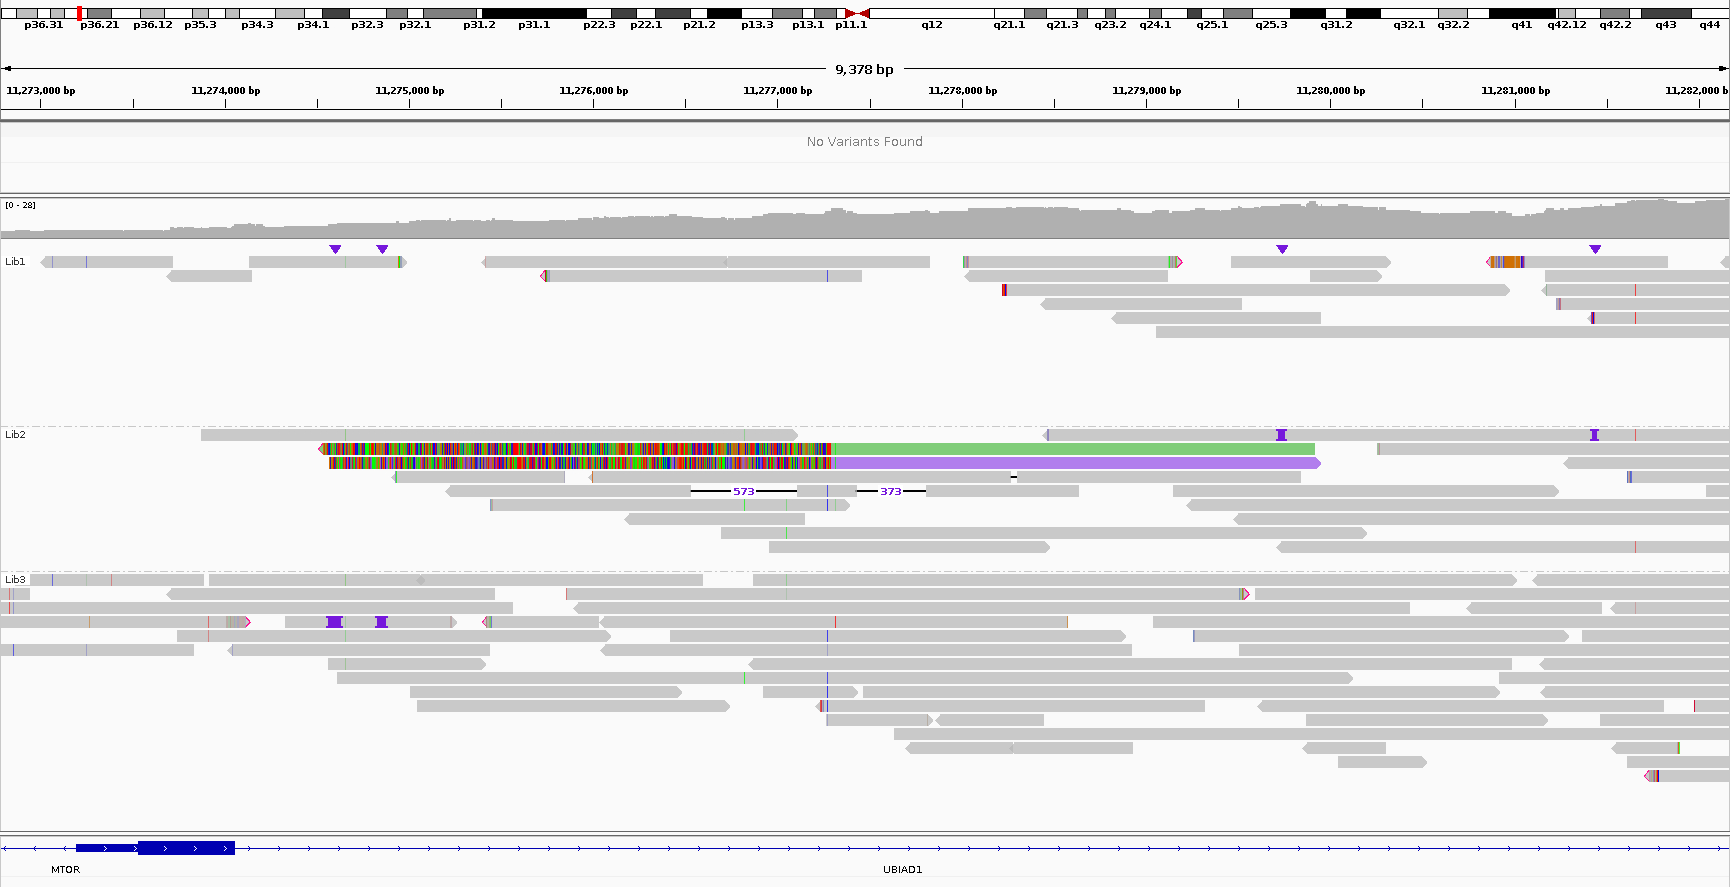 p36.31 p36.21 p36.12 p35.3 p34.3 p34.1 p32.3 p32.1 p31.2 p31.1 p22.3 p22.1 p21.2 p13.3 p13.1 p11.1 q12 q21.1 q21.3 q23.2 q24.1 q25.1 q25.3 q31.2 q32.1 q32.2 q41 q42.12 q42.2 q43 q44
9,378 bp
11,273,000 bp 11,274,000 bp 11,275,000 bp 11,276,000 bp 11,277,000 bp 11,278,000 bp 11,279,000 bp 11,280,000 bp 11,281,000 bp 11,282,000 b
No Variants Found
[0 - 28]
Lib1
Lib2
573 373
Lib3
MTOR UBIAD1